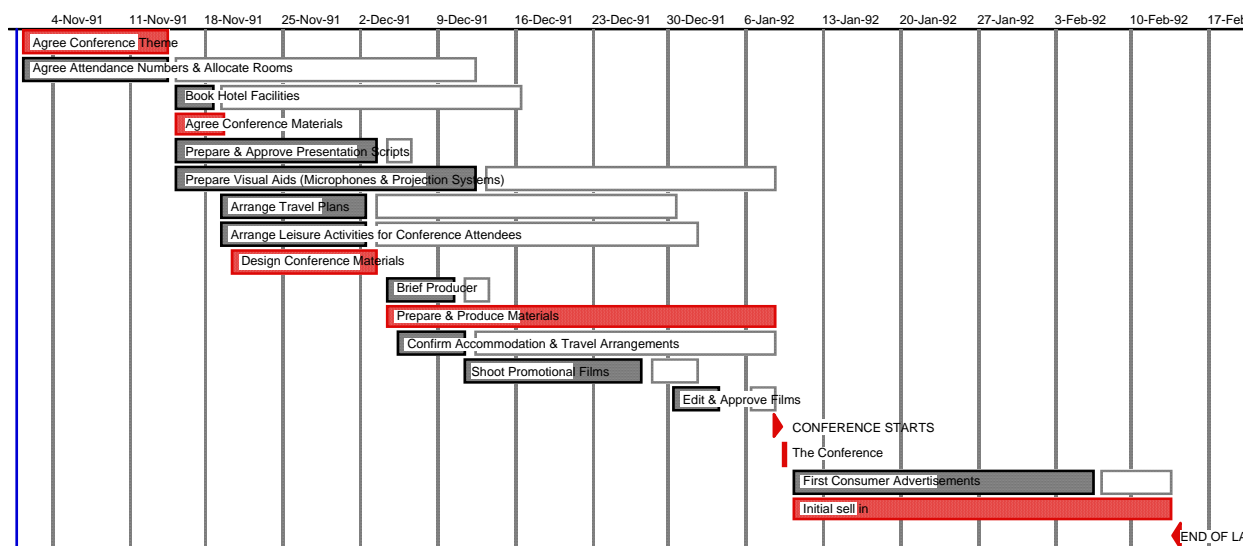 4-Nov-91 11-Nov-91 18-Nov-91 25-Nov-91 2-Dec-91 9-Dec-91 16-Dec-91 23-Dec-91 30-Dec-91 6-Jan-92 13-Jan-92 20-Jan-92 27-Jan-92 3-Feb-92 10-Feb-92 17-Feb
Agree Conference Theme
Agree Attendance Numbers & Allocate Rooms
Book Hotel Facilities
Agree Conference Materials
Prepare & Approve Presentation Scripts
Prepare Visual Aids (Microphones & Projection Systems)
Arrange Travel Plans
Arrange Leisure Activities for Conference Attendees
Design Conference Materials
Brief Producer
Prepare & Produce Materials
Confirm Accommodation & Travel Arrangements
Shoot Promotional Films
Edit & Approve Films
CONFERENCE STARTS
The Conference
First Consumer Advertisements
Initial sell in
END OF LA